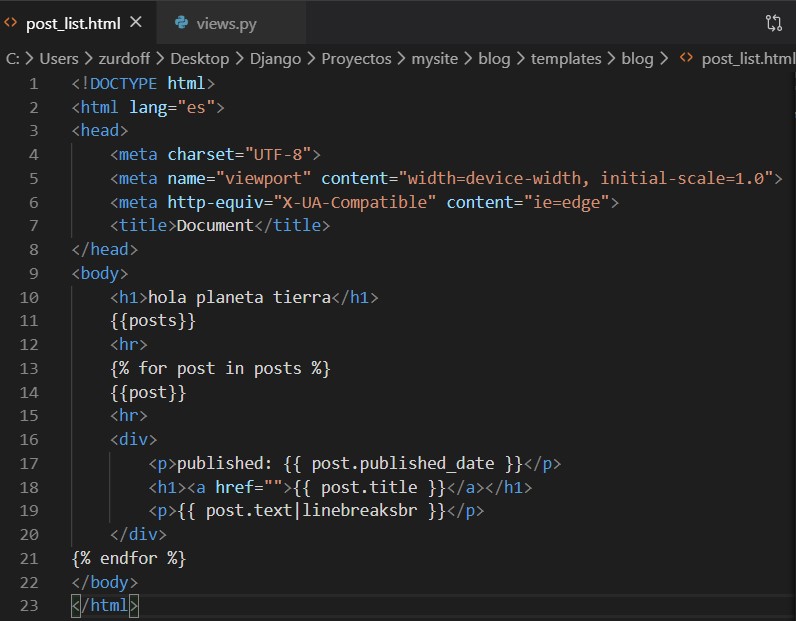 post_list.html
views.py
C: > Users > zurdoff > Desktop > Django > Proyectos > mysite > blog > templates > blog > post_list.html
1 <!DOCTYPE html>
2 <html lang="es">
3 <head>
4 <meta charset="UTF-8">
5 <meta name="viewport" content="width=device-width, initial-scale=1.0">
6 <meta http-equiv="X-UA-Compatible" content="ie=edge">
7 <title>Document</title>
8 </head>
9 <body>
10 <h1>hola planeta tierra</h1>
11 {{posts}}
12 <hr>
13 {% for post in posts %}
14 {{post}}
15 <hr>
16 <div>
17 <p>published: {{ post.published_date }}</p>
18 <h1><a href="">{{ post.title }}</a></h1>
19 <p>{{ post.text|linebreaksbr }}</p>
20 </div>
21 {% endfor %}
22 </body>
23 </html>